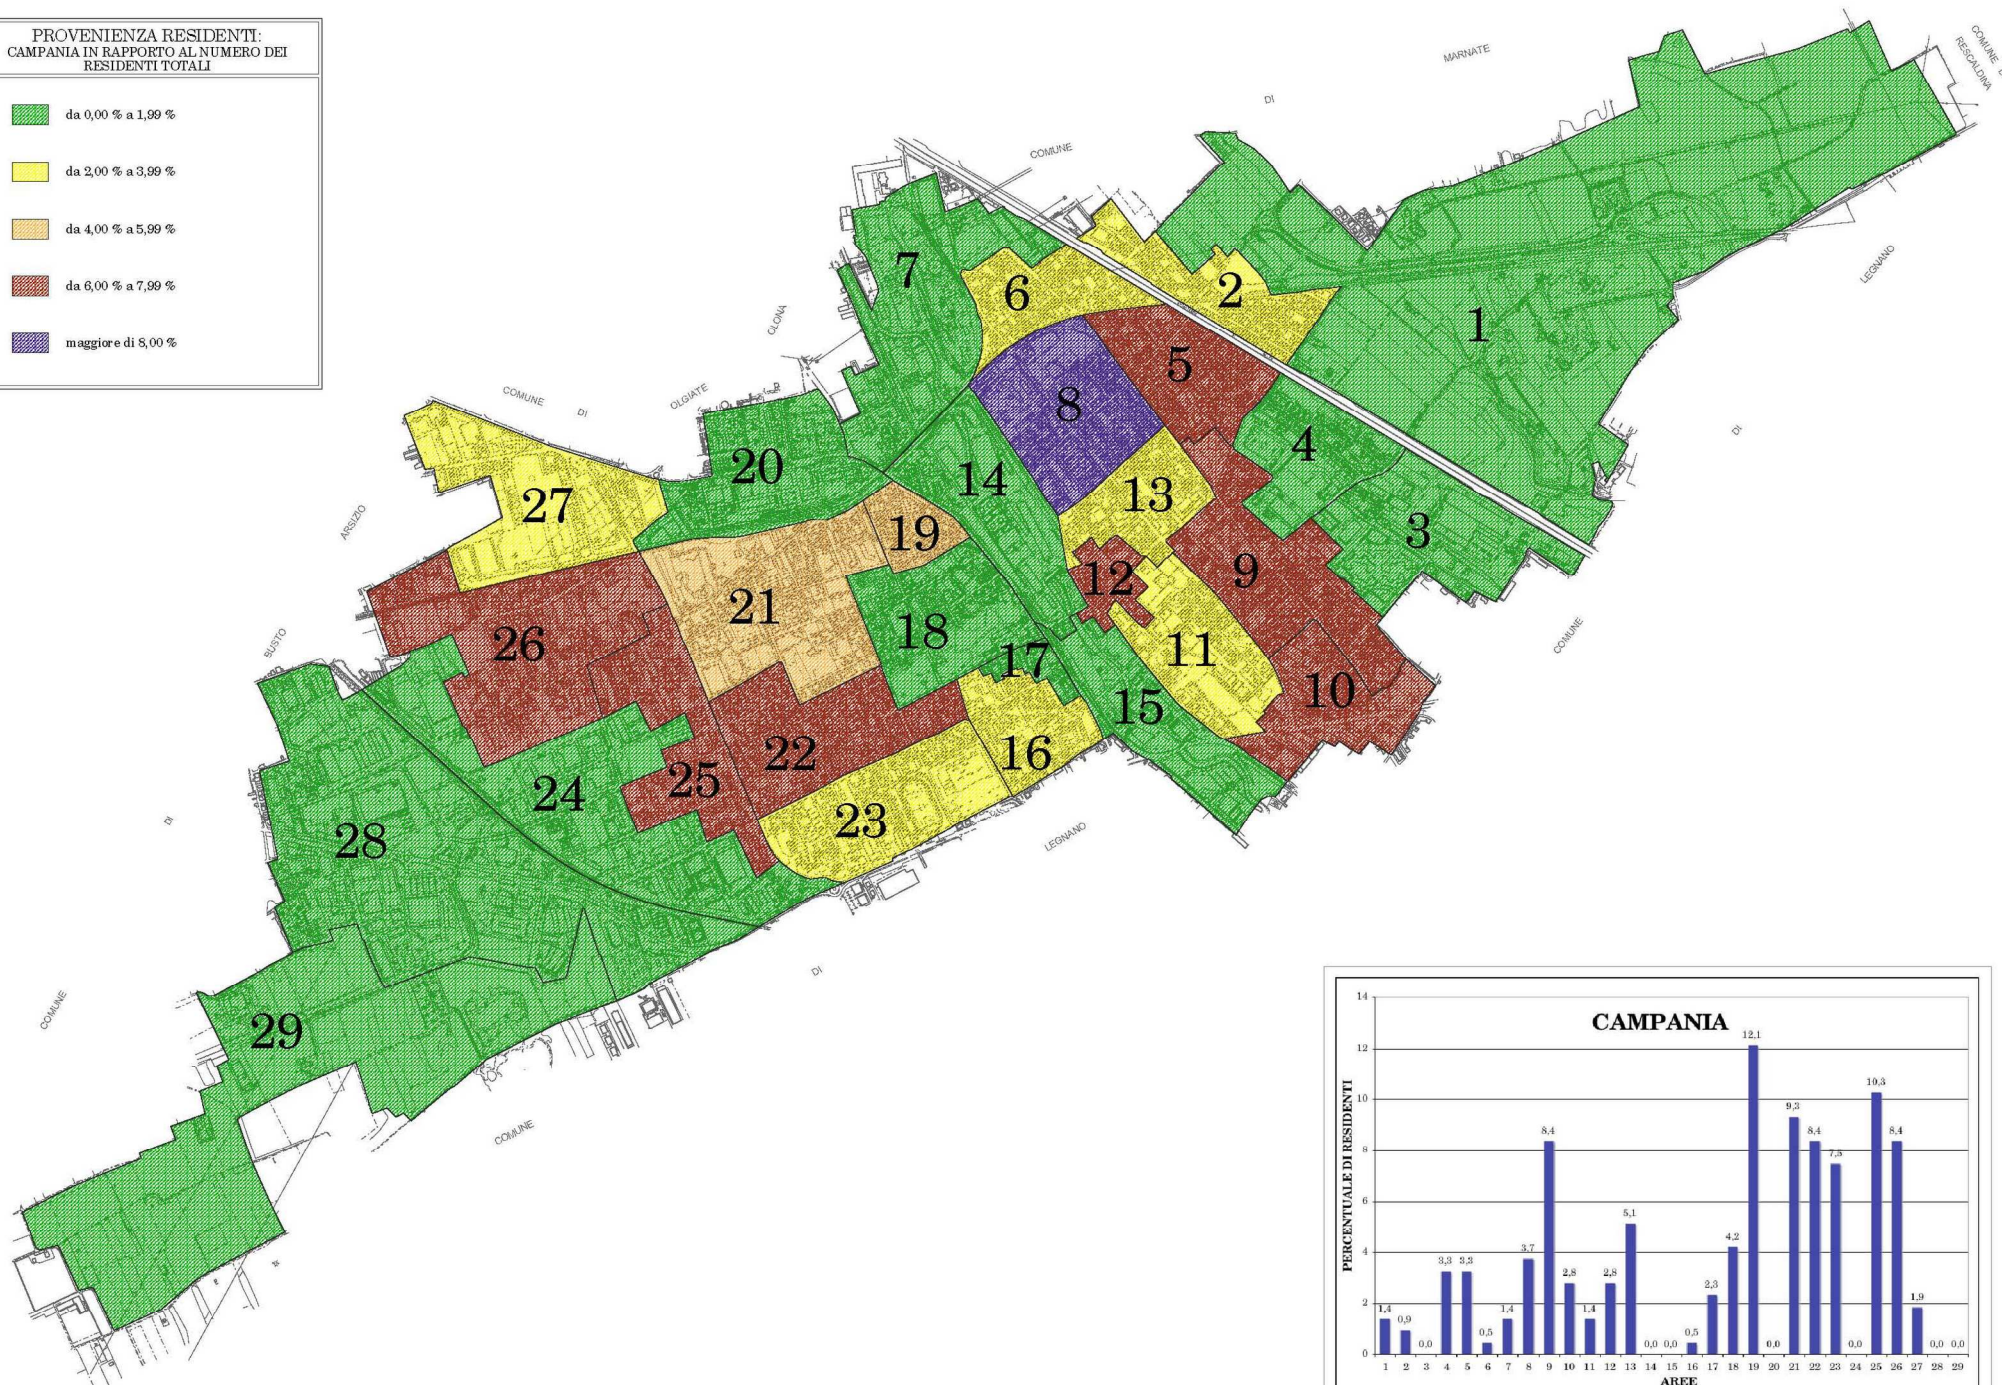 PROVENIENZA RESIDENTI:
CAMPANIA IN RAPPORTO AL NUMERO DEI
RESIDENTI TOTALI
da 0,00 % a 1,99 %
da 2,00 % a 3,99 %
da 4,00 % a 5,99 %
da 6,00 % a 7,99 %
maggiore di 8,00 %
MARNATE
DI
COMUNE
COMUNE
RESCALDINA
LEGNANO
DI
COMUNE
OLONA
OLGIATE
DI
COMUNE
ARSIZIO
BUSTO
DI
COMUNE
LEGNANO
DI
COMUNE
1
2
3
4
5
6
7
8
9
10
11
12
13
14
15
16
17
18
19
20
21
22
23
24
25
26
27
28
29
CAMPANIA
PERCENTUALE DI RESIDENTI
14
12
10
8
6
4
2
0
1,4 0,9 0,0 3,3 3,3 0,5 1,4 3,7 8,4 2,8 1,4 2,8 5,1 0,0 0,0 0,5 2,3 4,2 12,1 0,0 9,3 8,4 7,5 0,0 10,3 8,4 1,9 0,0 0,0
1 2 3 4 5 6 7 8 9 10 11 12 13 14 15 16 17 18 19 20 21 22 23 24 25 26 27 28 29
AREE